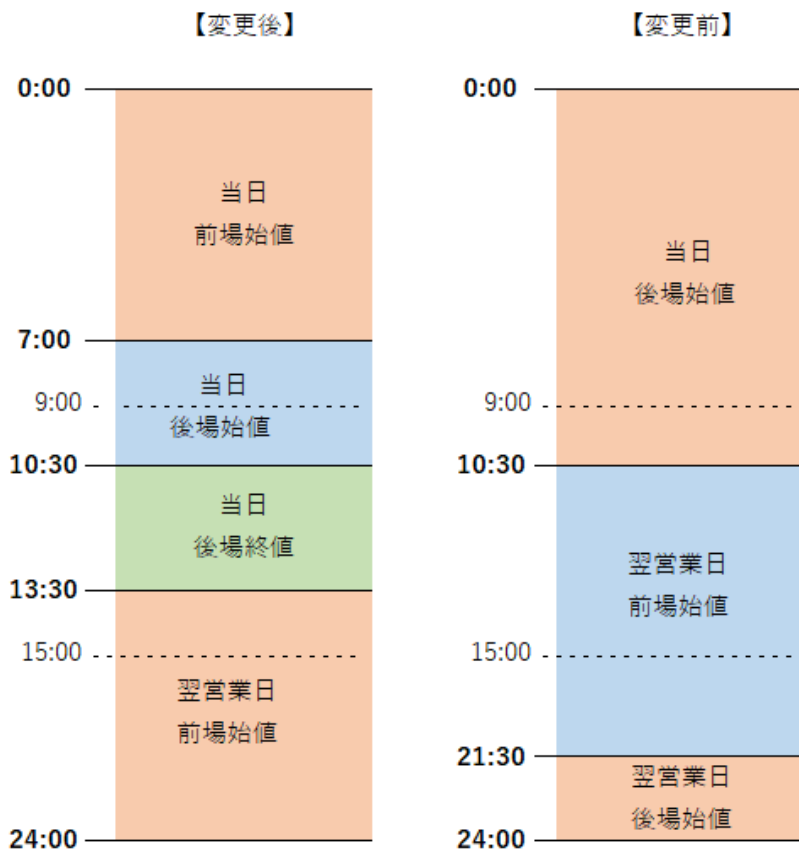 【変更後】
0:00
当日
前場始値
7:00
当日
9:00
後場始値
10:30
当日
後場終値
13:30
15:00
翌営業日
前場始値
24:00
【変更前】
0:00
当日
後場始値
9:00
10:30
翌営業日
前場始値
15:00
21:30
翌営業日
後場始値
24:00